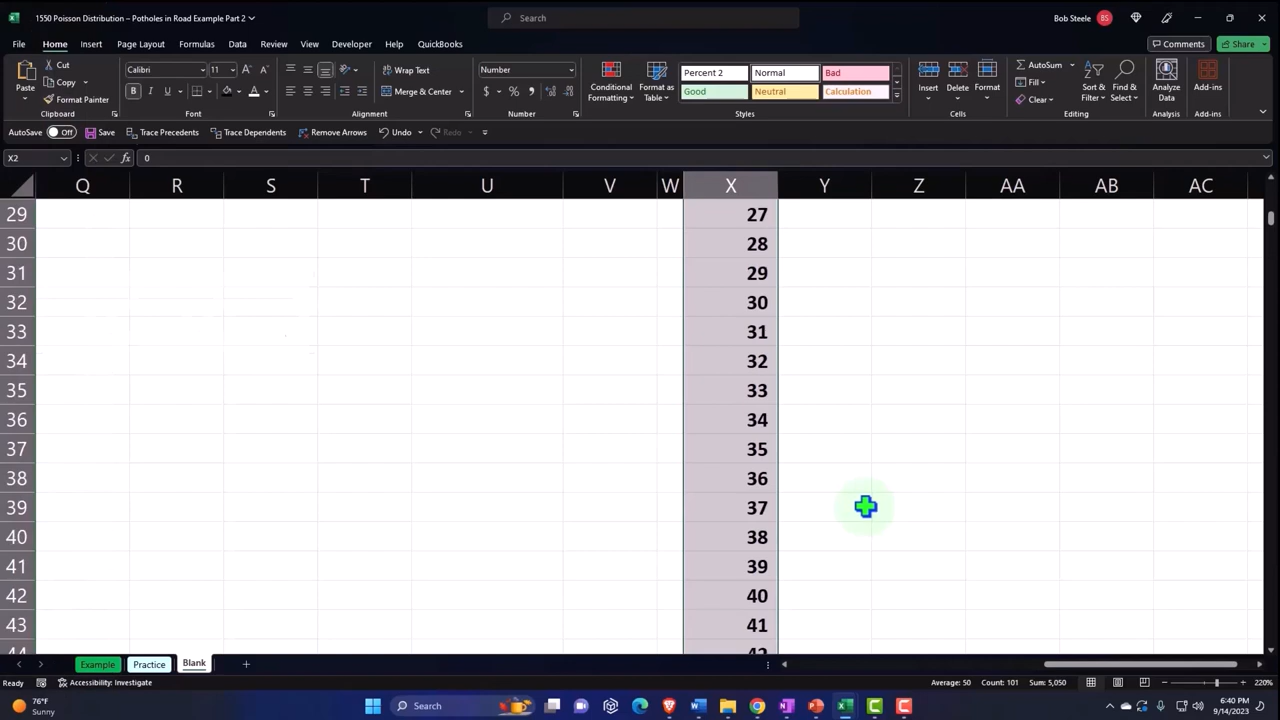 1550 Poisson Distribution – Potholes in Road Example Part 2
Search
Bob Steele BS
File Home Insert Page Layout Formulas Data Review View Developer Help QuickBooks
Comments Share
Paste
Cut
Copy
Format Painter
Clipboard
Calibri 11
B I U
Font
Wrap Text
Merge & Center
Alignment
Number
$ % ,
Number
Conditional Formatting
Format as Table
Percent 2 Normal Bad
Good Neutral Calculation
Styles
Insert Delete Format
Cells
AutoSum
Fill
Clear
Sort & Filter
Find & Select
Editing
Analyze Data
Analysis
Add-ins
Add-ins
AutoSave Off Save Trace Precedents Trace Dependents Remove Arrows Undo Redo
X2 fx 0
Q R S T U V W X Y Z AA AB AC
29 27
30 28
31 29
32 30
33 31
34 32
35 33
36 34
37 35
38 36
39 37
40 38
41 39
42 40
43 41
44 42
Example Practice Blank
Ready Accessibility: Investigate Average: 50 Count: 101 Sum: 5,050 220%
76°F
Sunny
Search
6:40 PM
9/14/2023